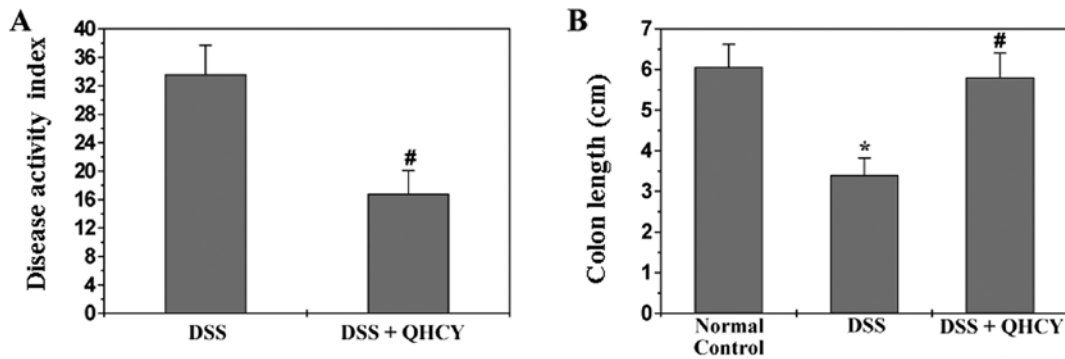 A
Disease activity index
40
36
32
28
24
20
16
12
8
4
0
#
DSS
DSS + QHCY
B
Colon length (cm)
7
6
5
4
3
2
1
0
*
#
Normal
Control
DSS
DSS + QHCY